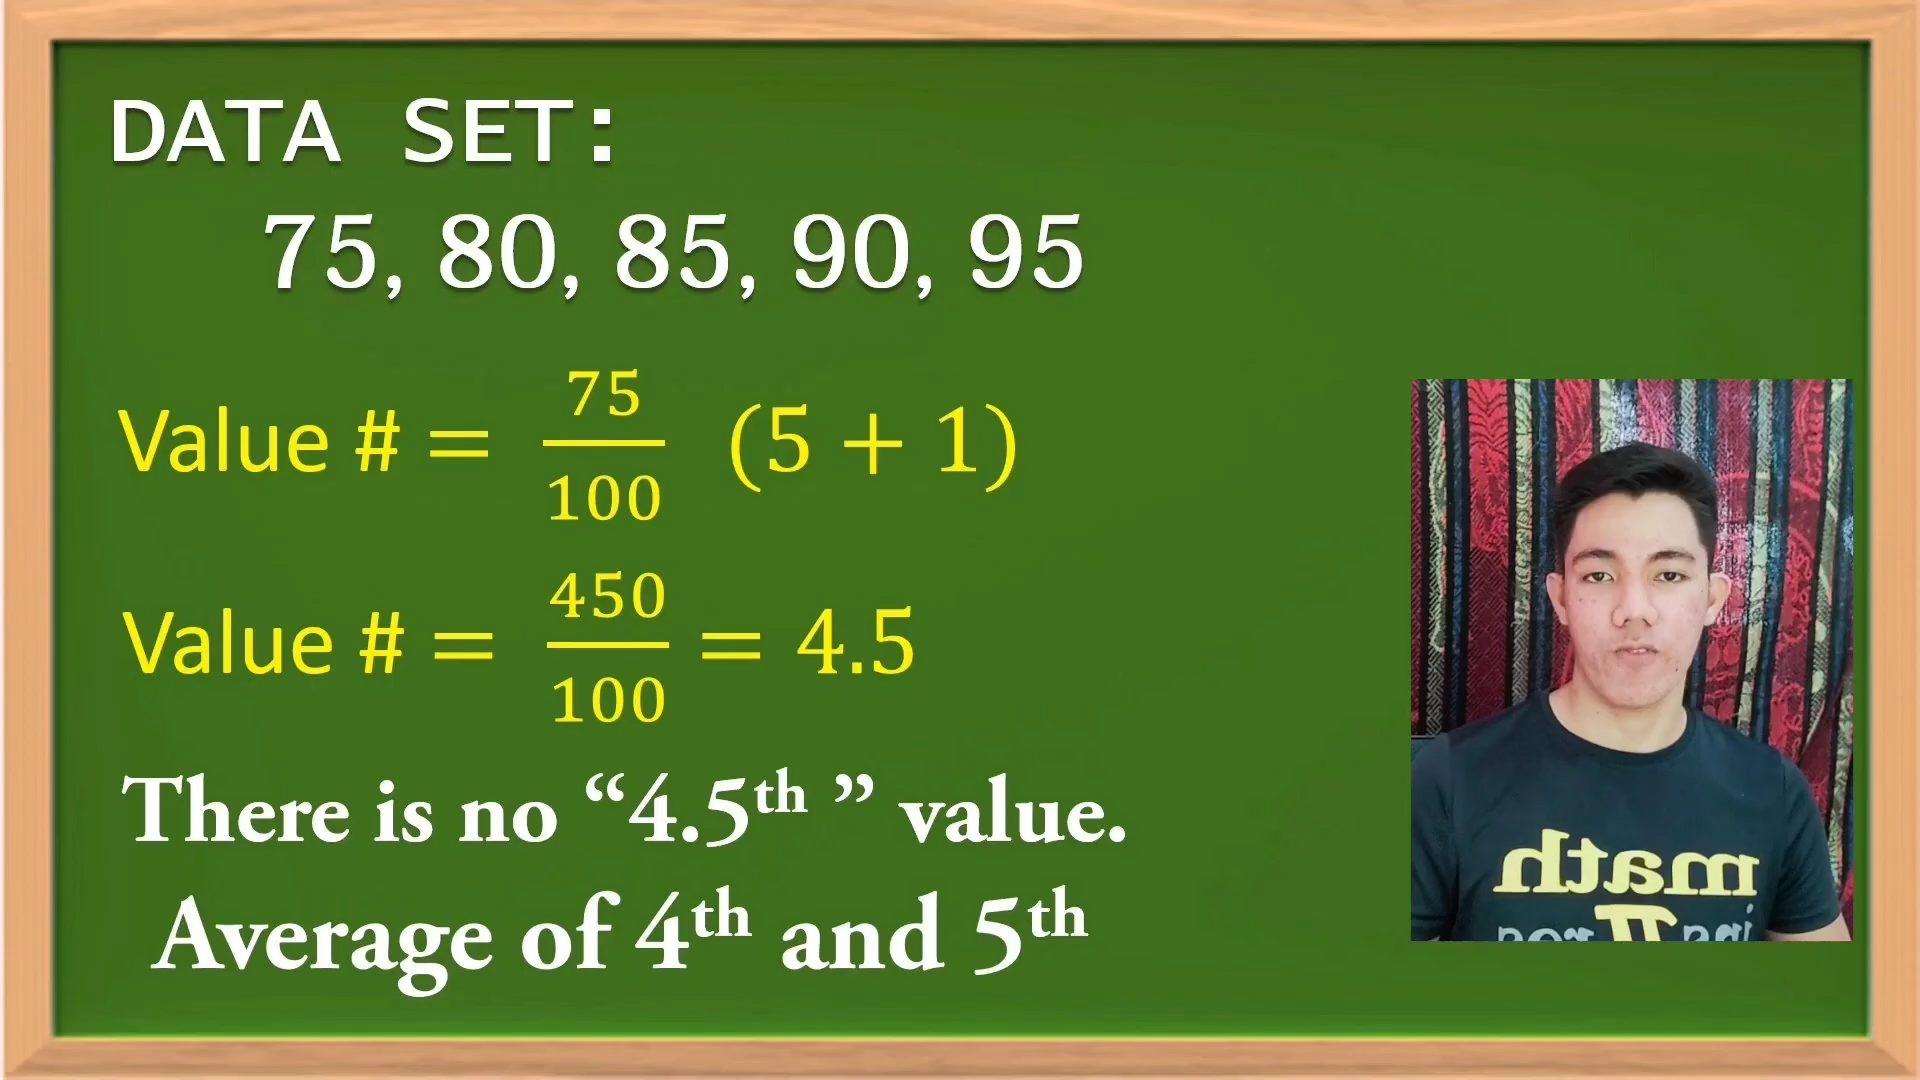 DATA SET:
75, 80, 85, 90, 95
Value # = 75/100 (5 + 1)
Value # = 450/100 = 4.5
There is no “4.5th ” value.
Average of 4th and 5th
math
π